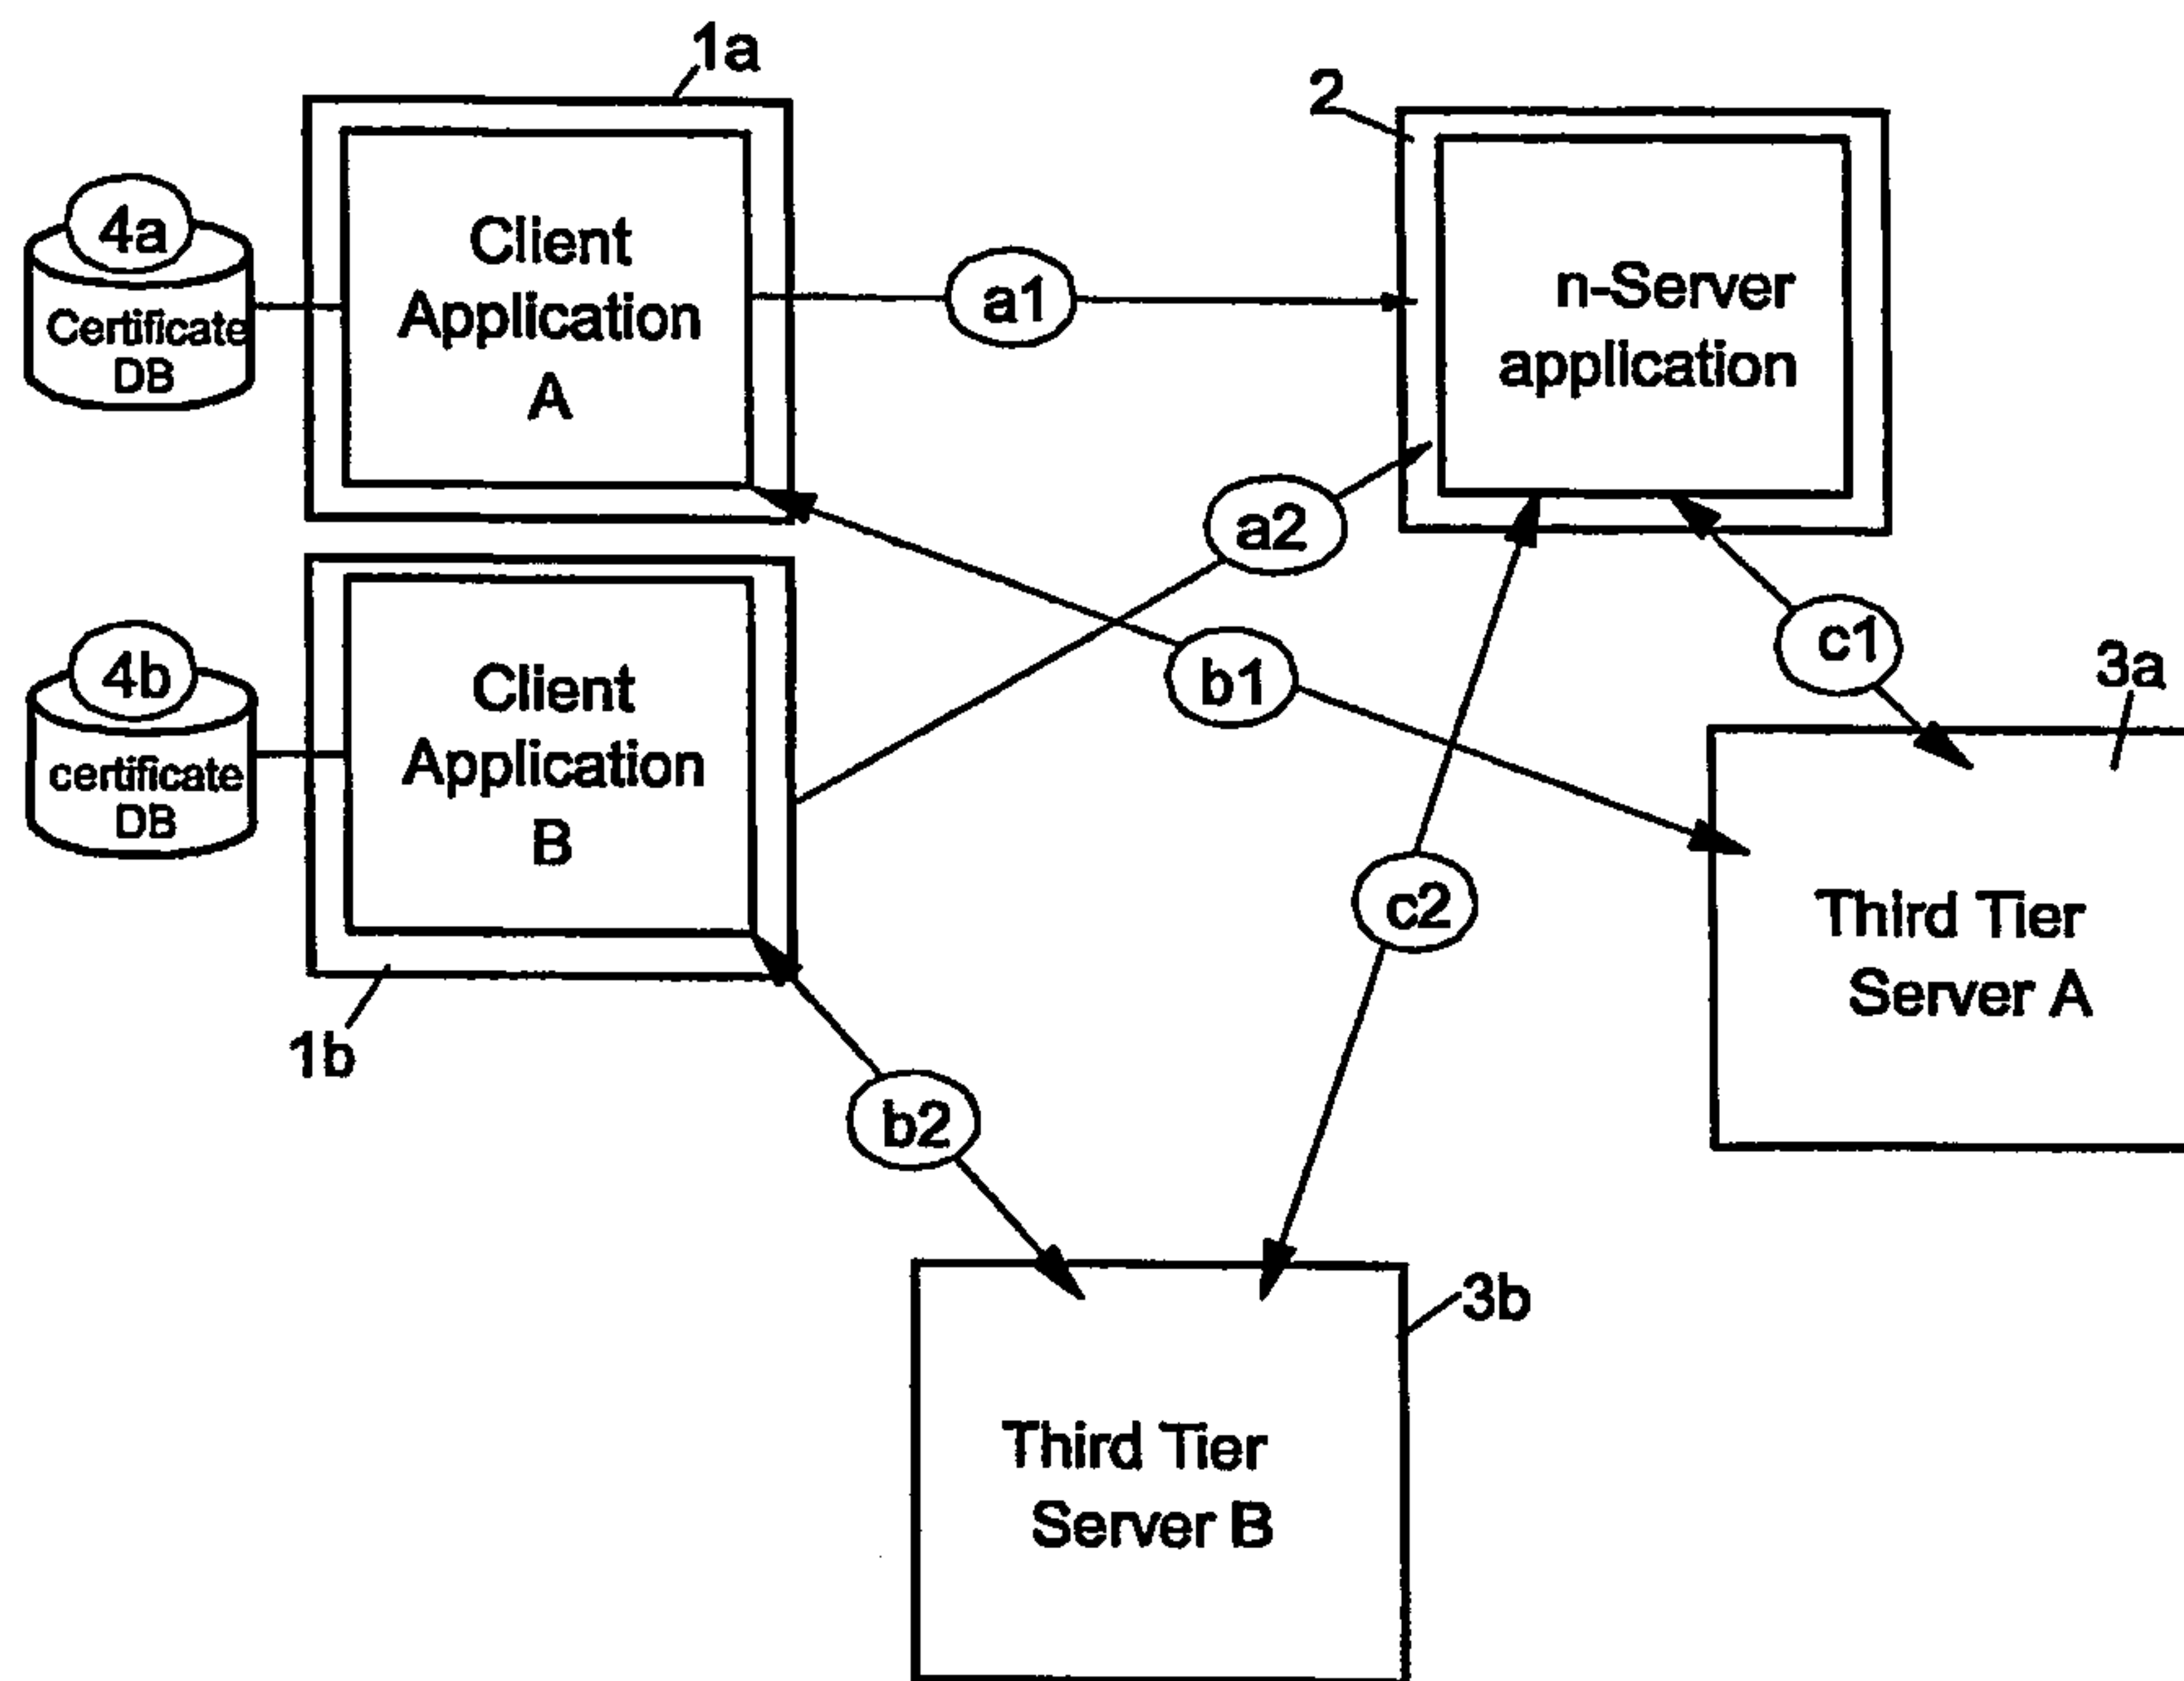 1a
2
4a
Certificate
DB
Client
Application
A
a1
n-Server
application
a2
4b
certificate
DB
Client
Application
B
b1
c1
3a
c2
Third Tier
Server A
1b
b2
3b
Third Tier
Server B